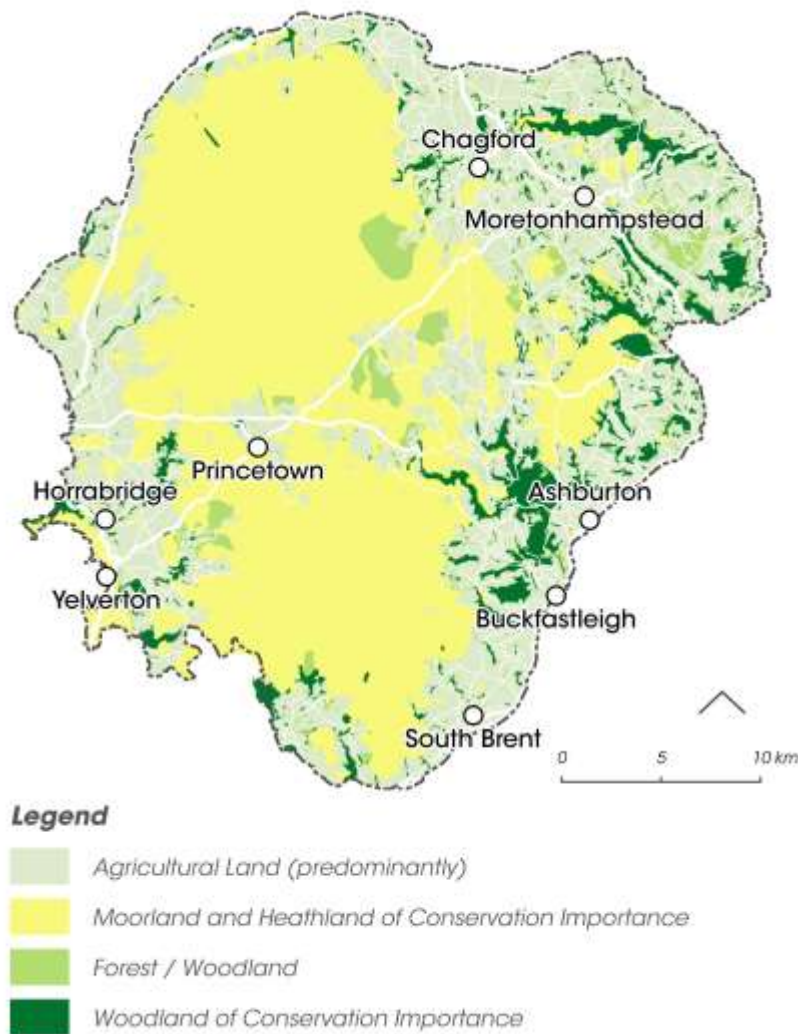 Chagford
Moretonhampstead
Princetown
Horrabridge
Ashburton
Yelverton
Buckfastleigh
South Brent
0 5 10 km
Legend
Agricultural Land (predominantly)
Moorland and Heathland of Conservation Importance
Forest / Woodland
Woodland of Conservation Importance